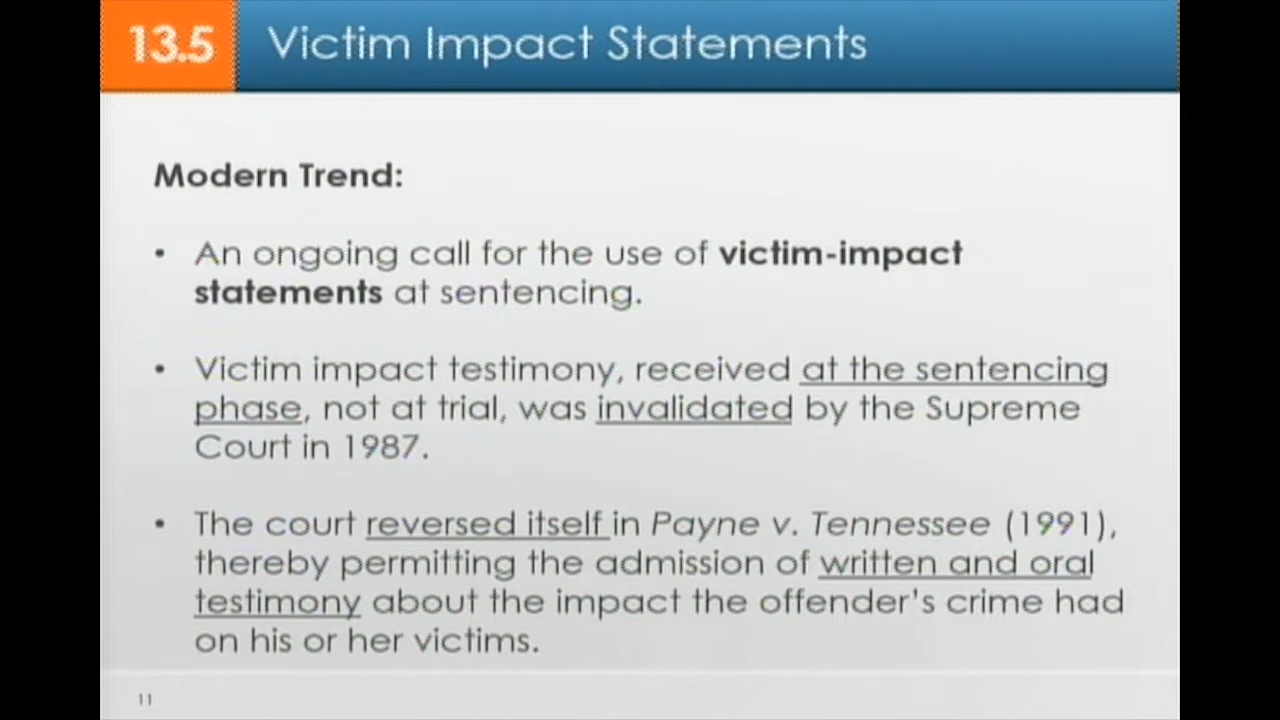 13.5 Victim Impact Statements
Modern Trend:
• An ongoing call for the use of victim-impact
statements at sentencing.
• Victim impact testimony, received at the sentencing
phase, not at trial, was invalidated by the Supreme
Court in 1987.
• The court reversed itself in Payne v. Tennessee (1991),
thereby permitting the admission of written and oral
testimony about the impact the offender's crime had
on his or her victims.
11